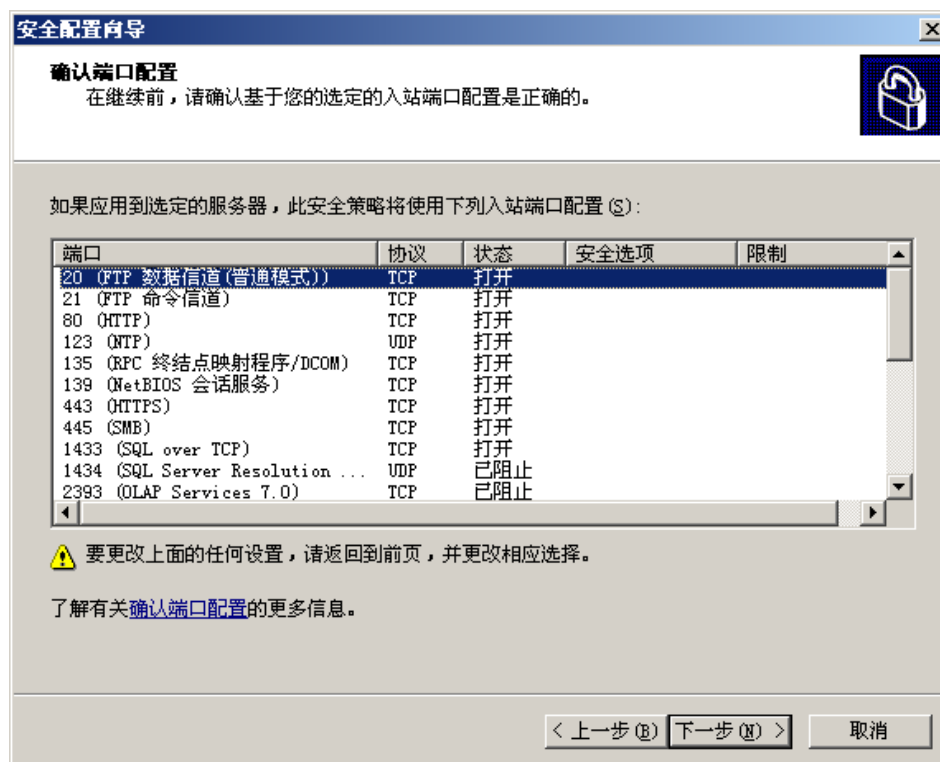 安全配置向导
确认端口配置
在继续前，请确认基于您的选定的入站端口配置是正确的。
如果应用到选定的服务器，此安全策略将使用下列入站端口配置(S):
端口 协议 状态 安全选项 限制
20 (FTP 数据信道(普通模式)) TCP 打开
21 (FTP 命令信道) TCP 打开
80 (HTTP) TCP 打开
123 (NTP) UDP 打开
135 (RPC 终结点映射程序/DCOM) TCP 打开
139 (NetBIOS 会话服务) TCP 打开
443 (HTTPS) TCP 打开
445 (SMB) TCP 打开
1433 (SQL over TCP) TCP 打开
1434 (SQL Server Resolution ... UDP 已阻止
2393 (OLAP Services 7.0) TCP 已阻止
要更改上面的任何设置，请返回到前页，并更改相应选择。
了解有关确认端口配置的更多信息。
< 上一步(B) 下一步(N) > 取消